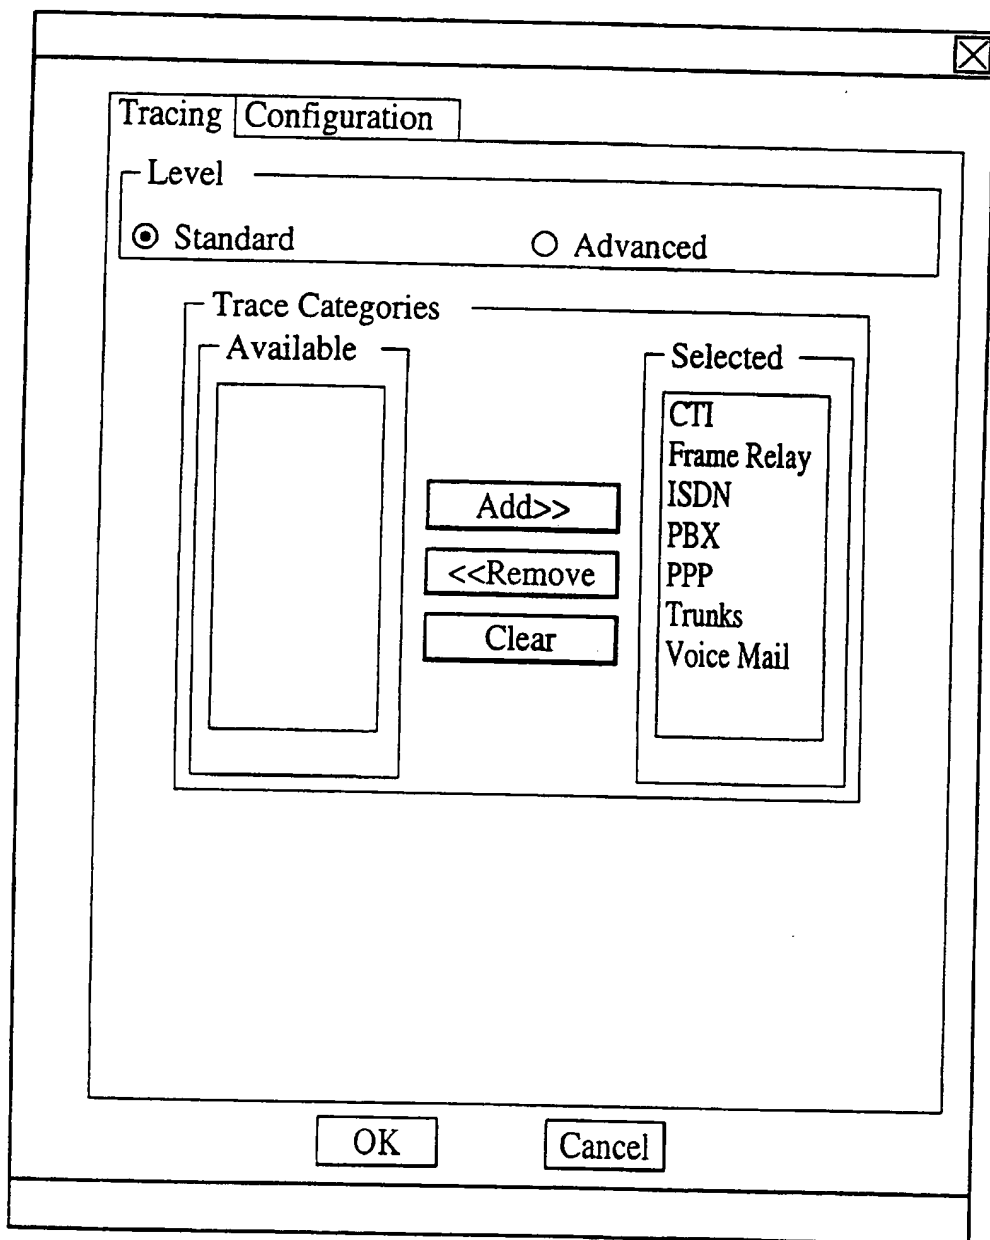 Tracing Configuration
Level
Standard Advanced
Trace Categories
Available
Selected
CTI
Frame Relay
ISDN
PBX
PPP
Trunks
Voice Mail
Add>>
<<Remove
Clear
OK Cancel